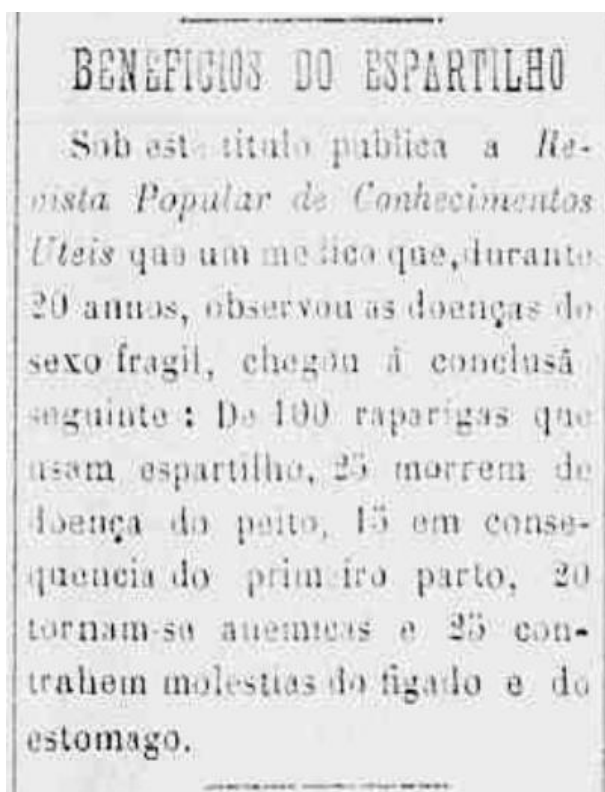 BENEFICIOS DO ESPARTILHO
Sob este titulo publica a Re-
vista Popular de Conhecimentos
Uteis que um medico que, durante
20 annos, observou as doenças do
sexo fragil, chegou á conclusã
seguinte : De 100 raparigas que
usam espartilho, 25 morrem de
doença do peito, 15 em conse-
quencia do primeiro parto, 20
tornam-se anemicas e 25 con-
trahem molestias do figado e do
estomago.